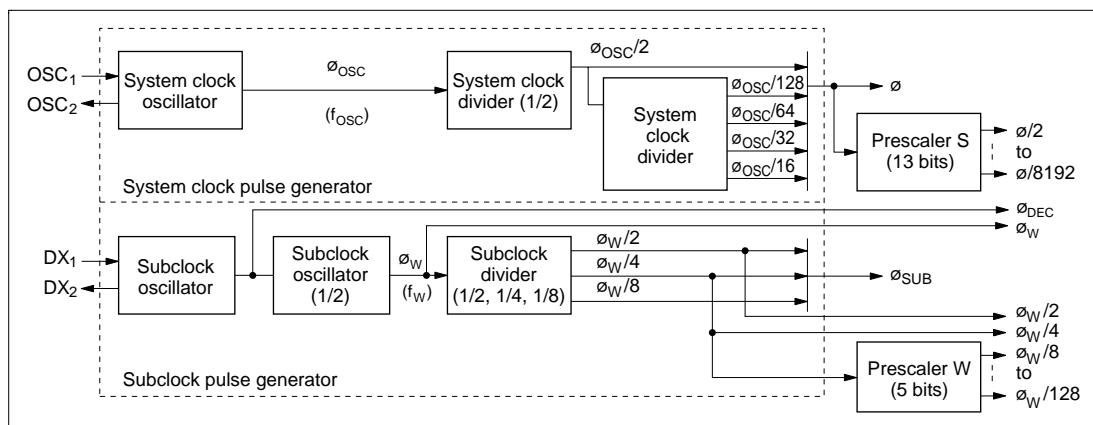 OSC1
OSC2
System clock
oscillator
øOSC
(fOSC)
System clock
divider (1/2)
øOSC/2
System
clock
divider
øOSC/128
øOSC/64
øOSC/32
øOSC/16
ø
Prescaler S
(13 bits)
ø/2
to
ø/8192
System clock pulse generator
øDEC
øW
DX1
DX2
Subclock
oscillator
Subclock
oscillator
(1/2)
øW
(fW)
Subclock
divider
(1/2, 1/4, 1/8)
øW/2
øW/4
øW/8
øSUB
øW/2
øW/4
Prescaler W
(5 bits)
øW/8
to
øW/128
Subclock pulse generator